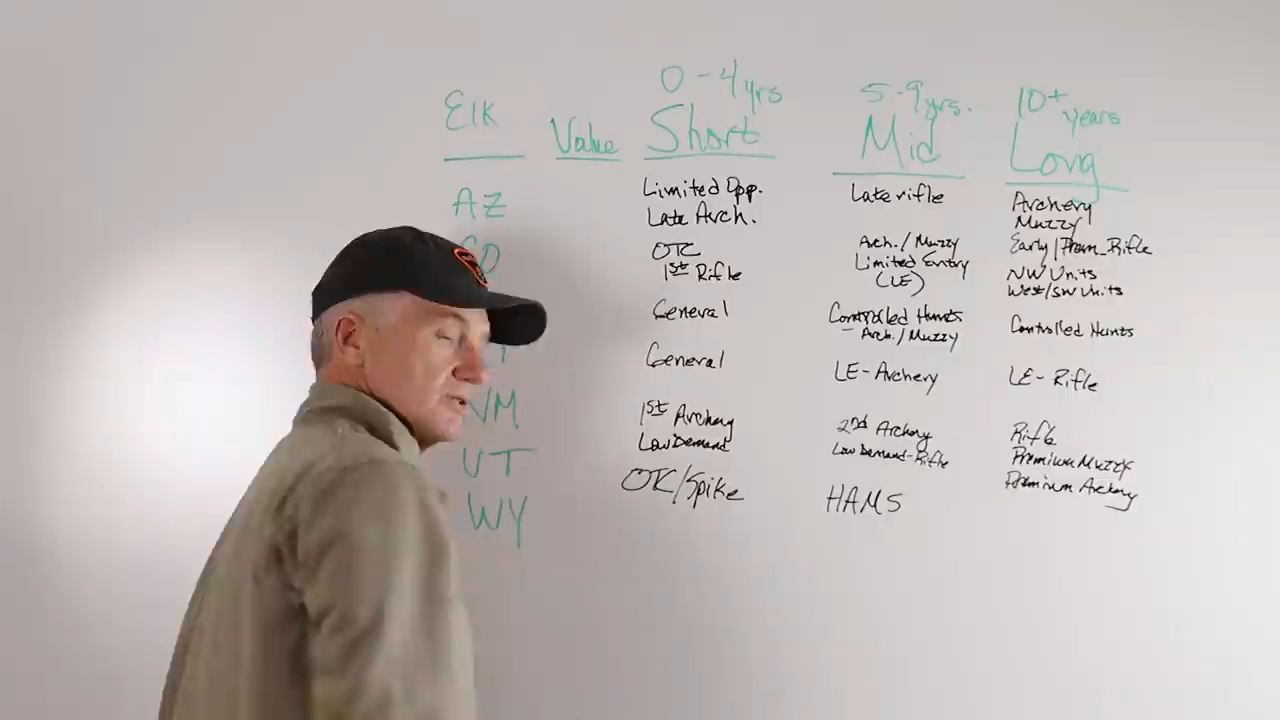 Elk
Value
0-4 yrs
Short
5-9 yrs.
Mid
10+ years
Long
AZ
Limited Opp.
Late Arch.
Late rifle
Archery
Muzzy
Early/Prem. Rifle
CO
OTC
1st Rifle
Arch./Muzzy
Limited Entry
(LE)
NW Units
West/SW Units
General
Controlled Hunts
- Arch./Muzzy
Controlled Hunts
General
LE-Archery
LE-Rifle
NM
1st Archery
Low Demand
2nd Archery
Low Demand-Rifle
Rifle
Premium Muzzy
Premium Archery
UT
OTC/Spike
HAMS
WY